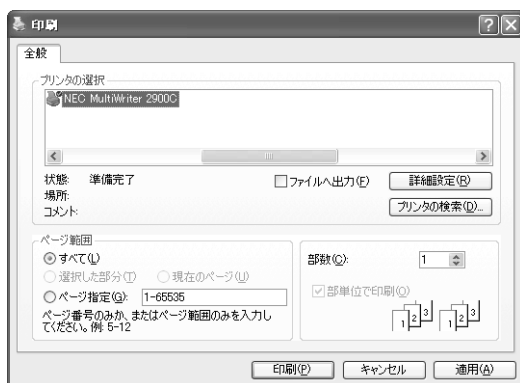 印刷
全般
プリンタの選択
NEC MultiWriter 2900C
状態: 準備完了
場所:
コメント:
ファイルへ出力(F)
詳細設定(R)
プリンタの検索(D)...
ページ範囲
すべて(L)
選択した部分(T) 現在のページ(U)
ページ指定(G): 1-65535
ページ番号のみか、またはページ範囲のみを入力し
てください。例: 5-12
部数(C): 1
部単位で印刷(O)
1 2 3 1 2 3
印刷(P) キャンセル 適用(A)